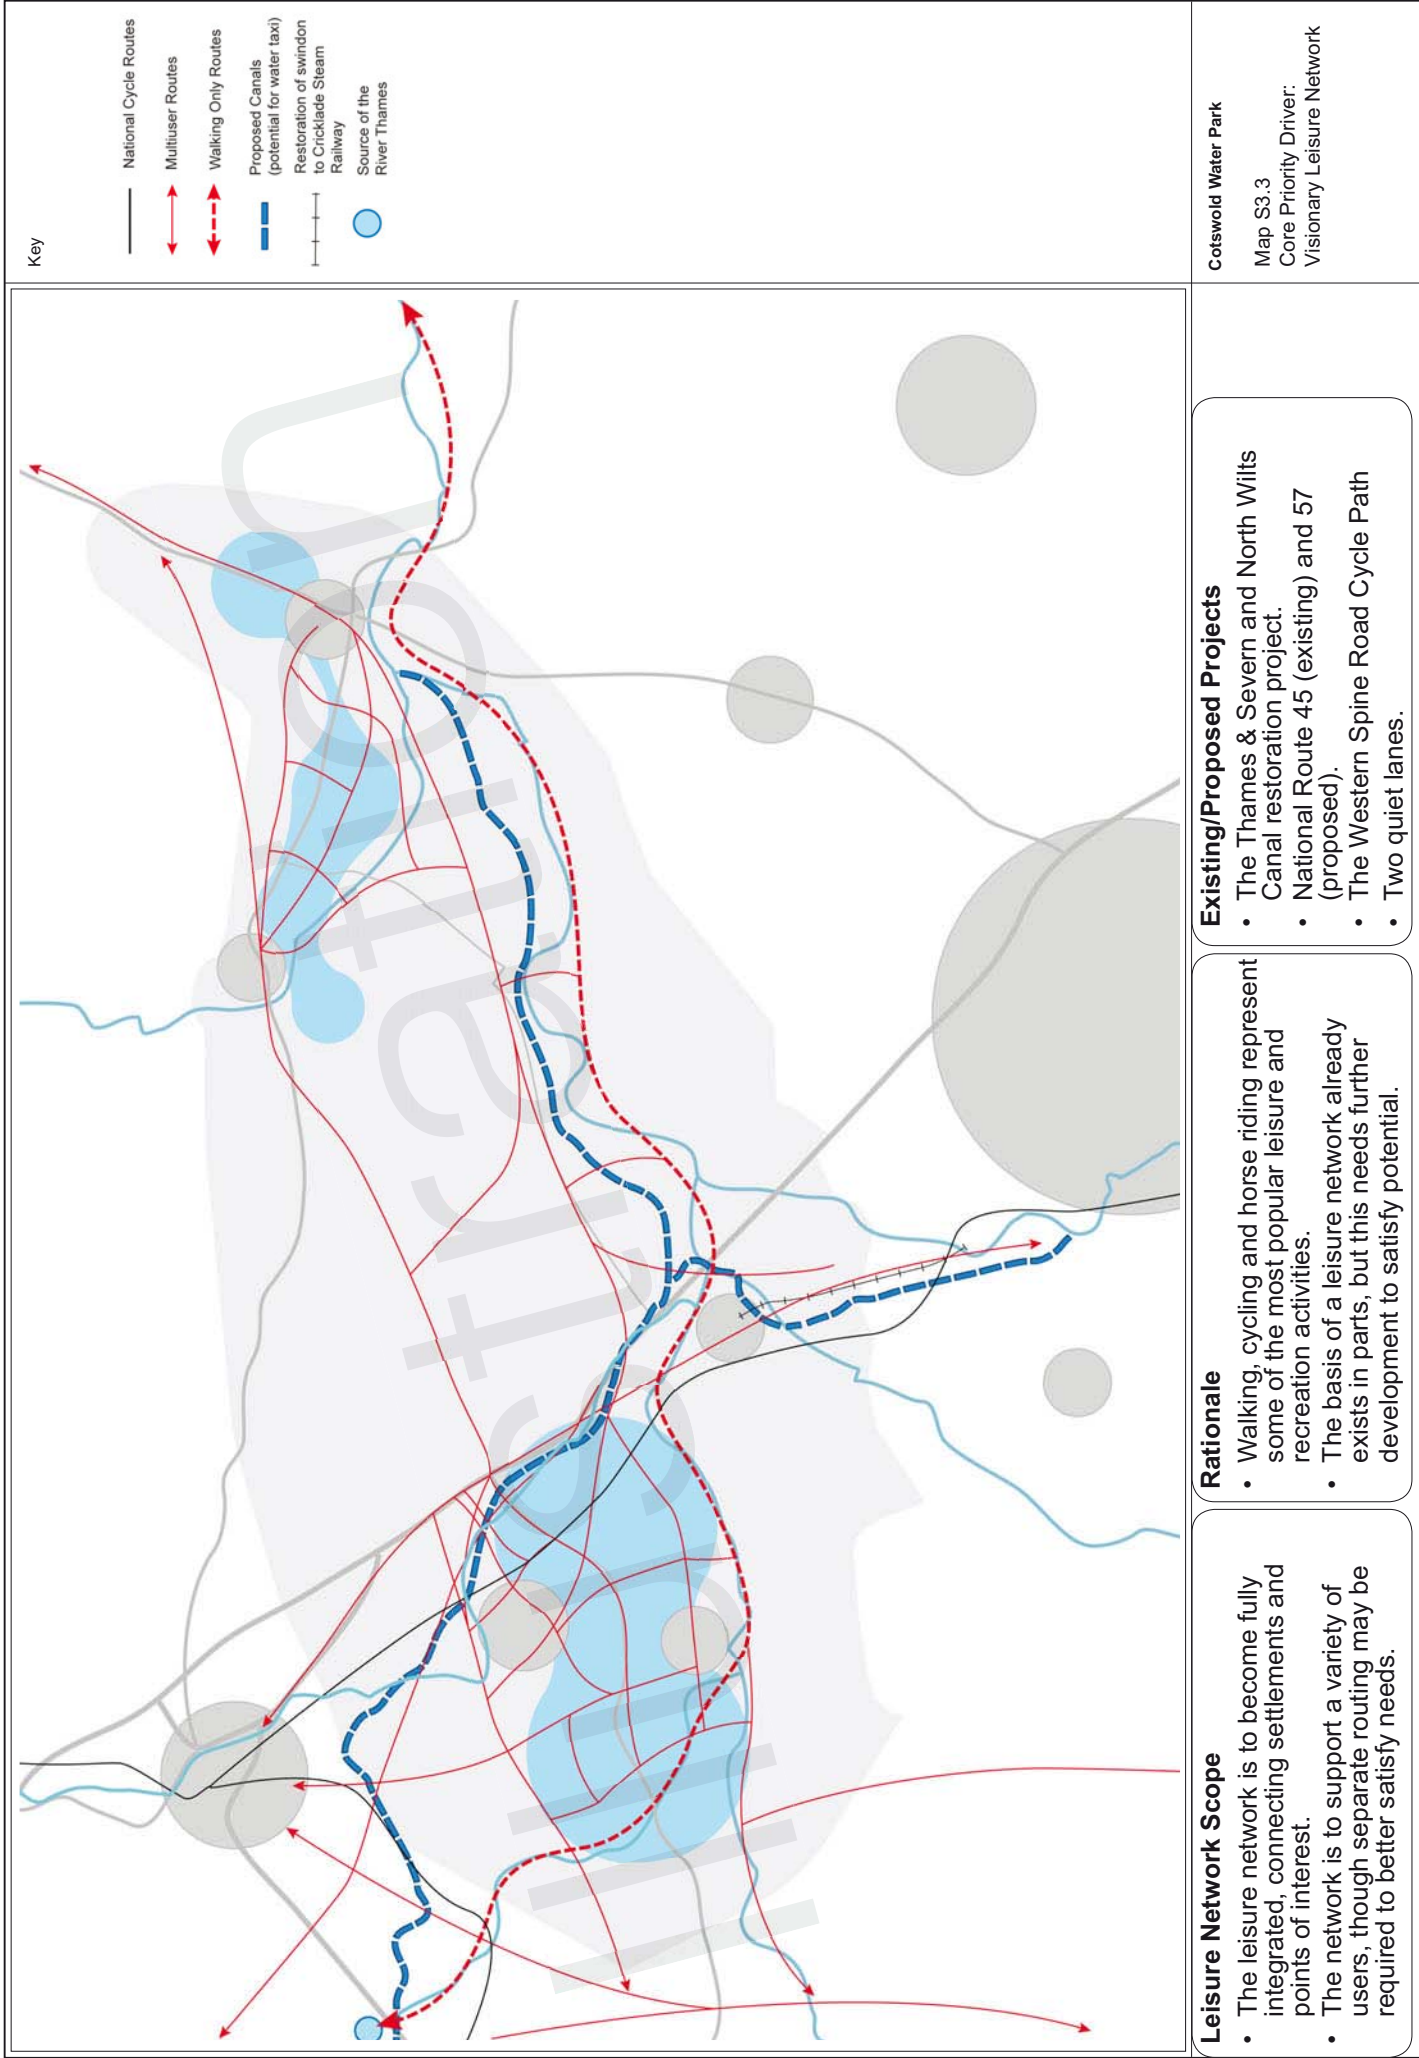 Key
National Cycle Routes
Multiuser Routes
Walking Only Routes
Proposed Canals
(potential for water taxi)
Restoration of swindon
to Cricklade Steam
Railway
Source of the
River Thames
Illustration
Leisure Network Scope
• The leisure network is to become fully
integrated, connecting settlements and
points of interest.
• The network is to support a variety of
users, though separate routing may be
required to better satisfy needs.
Rationale
• Walking, cycling and horse riding represent
some of the most popular leisure and
recreation activities.
• The basis of a leisure network already
exists in parts, but this needs further
development to satisfy potential.
Existing/Proposed Projects
• The Thames & Severn and North Wilts
Canal restoration project.
• National Route 45 (existing) and 57
(proposed).
• The Western Spine Road Cycle Path
• Two quiet lanes.
Cotswold Water Park
Map S3.3
Core Priority Driver:
Visionary Leisure Network